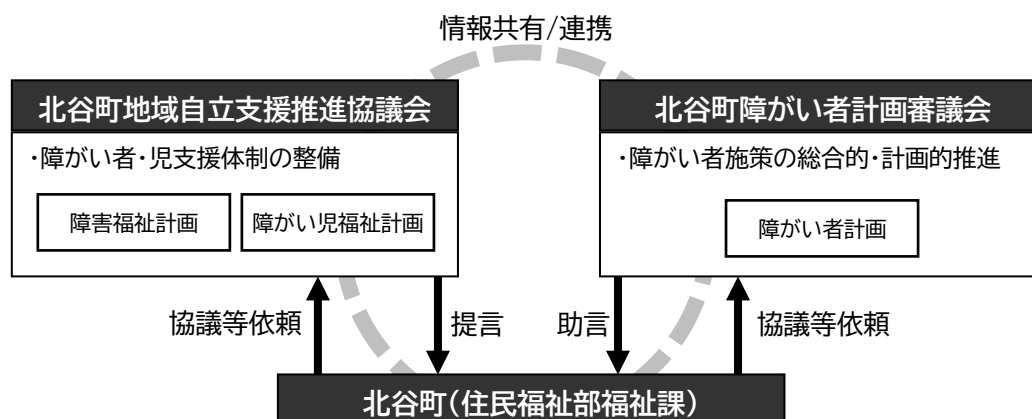 情報共有/連携
北谷町地域自立支援推進協議会
・障がい者・児支援体制の整備
障害福祉計画
障がい児福祉計画
北谷町障がい者計画審議会
・障がい者施策の総合的・計画的推進
障がい者計画
協議等依頼
提言
助言
協議等依頼
北谷町(住民福祉部福祉課)